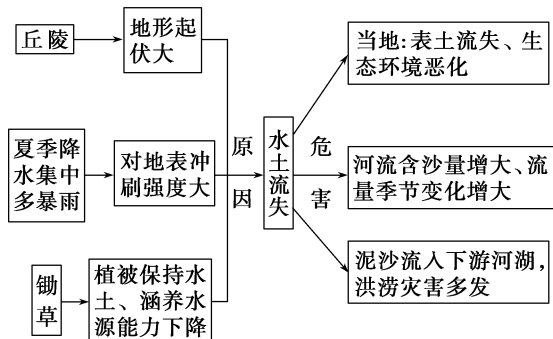 丘陵
地形起
伏大
夏季降
水集中
多暴雨
对地表冲
刷强度大
锄
草
植被保持水
土、涵养水
源能力下降
原
因
水
土
流
失
危
害
当地:表土流失、生
态环境恶化
河流含沙量增大、流
量季节变化增大
泥沙流入下游河湖,
洪涝灾害多发